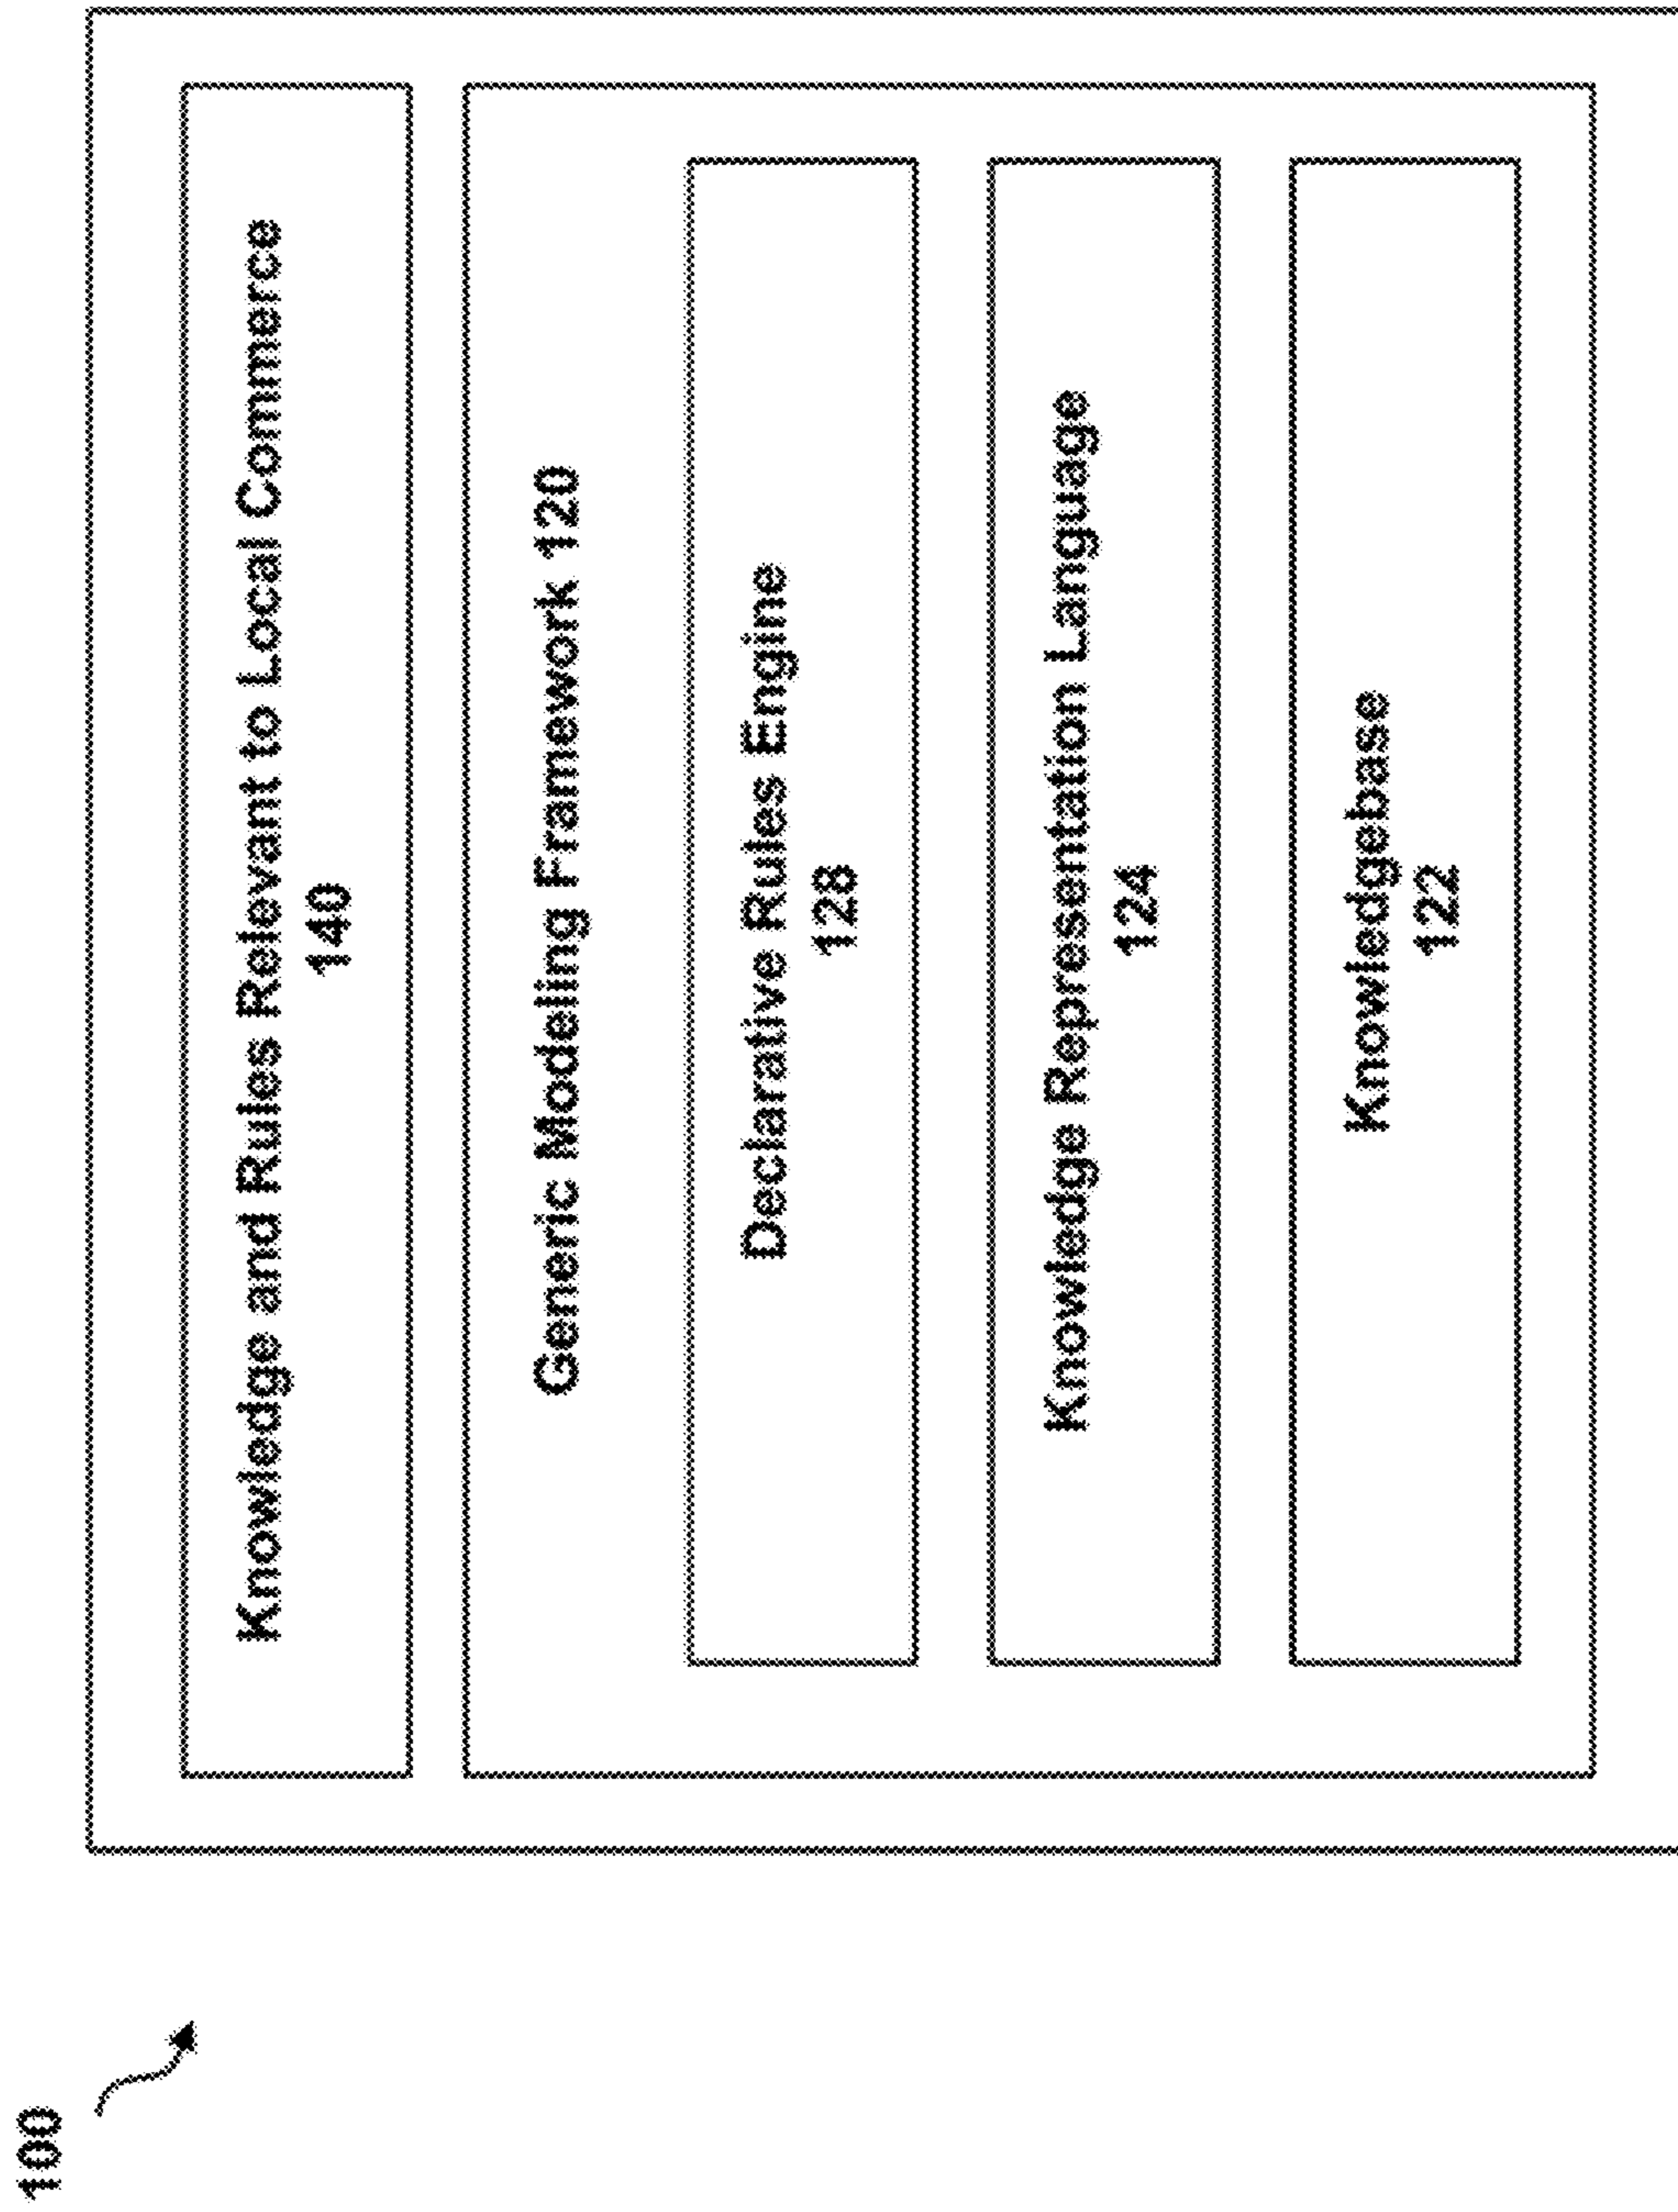 100
Knowledge and Rules Relevant to Local Commerce
140
Generic Modeling Framework 120
Declarative Rules Engine
128
Knowledge Representation Language
124
Knowledgebase
122